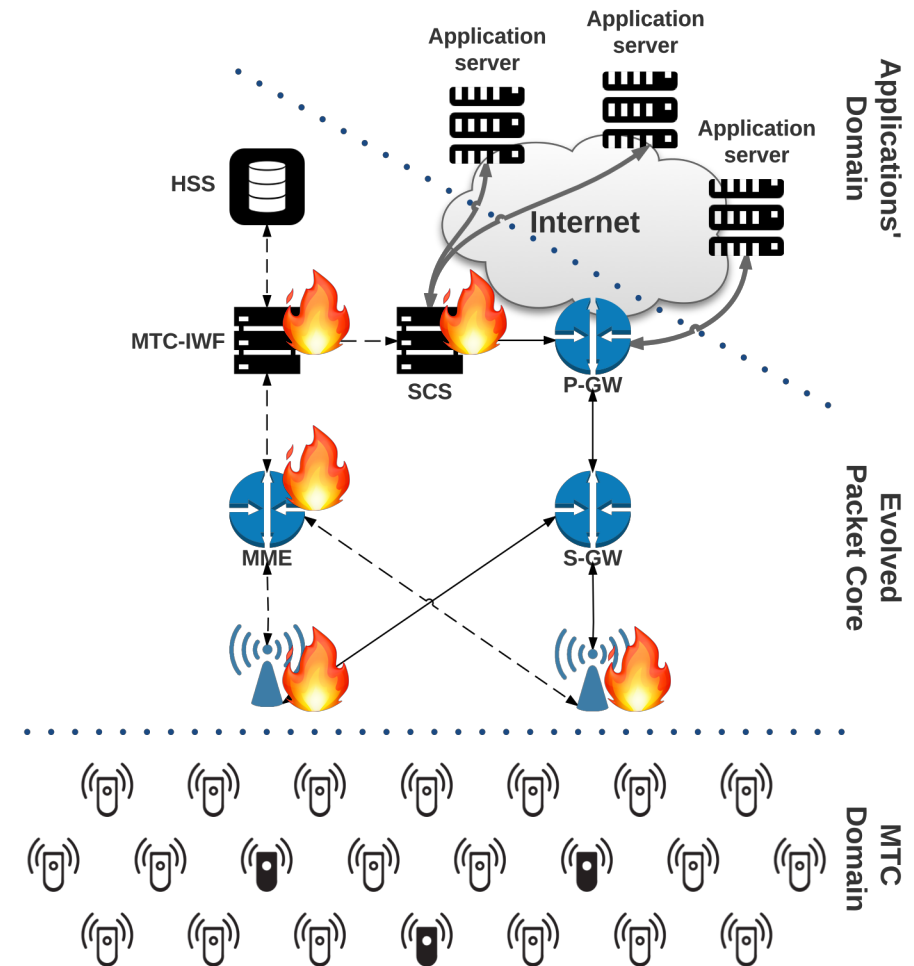 Application
server
Application
server
Application
server
Applications'
Domain
HSS
Internet
MTC-IWF
SCS
P-GW
Evolved
Packet Core
MME
S-GW
MTC
Domain